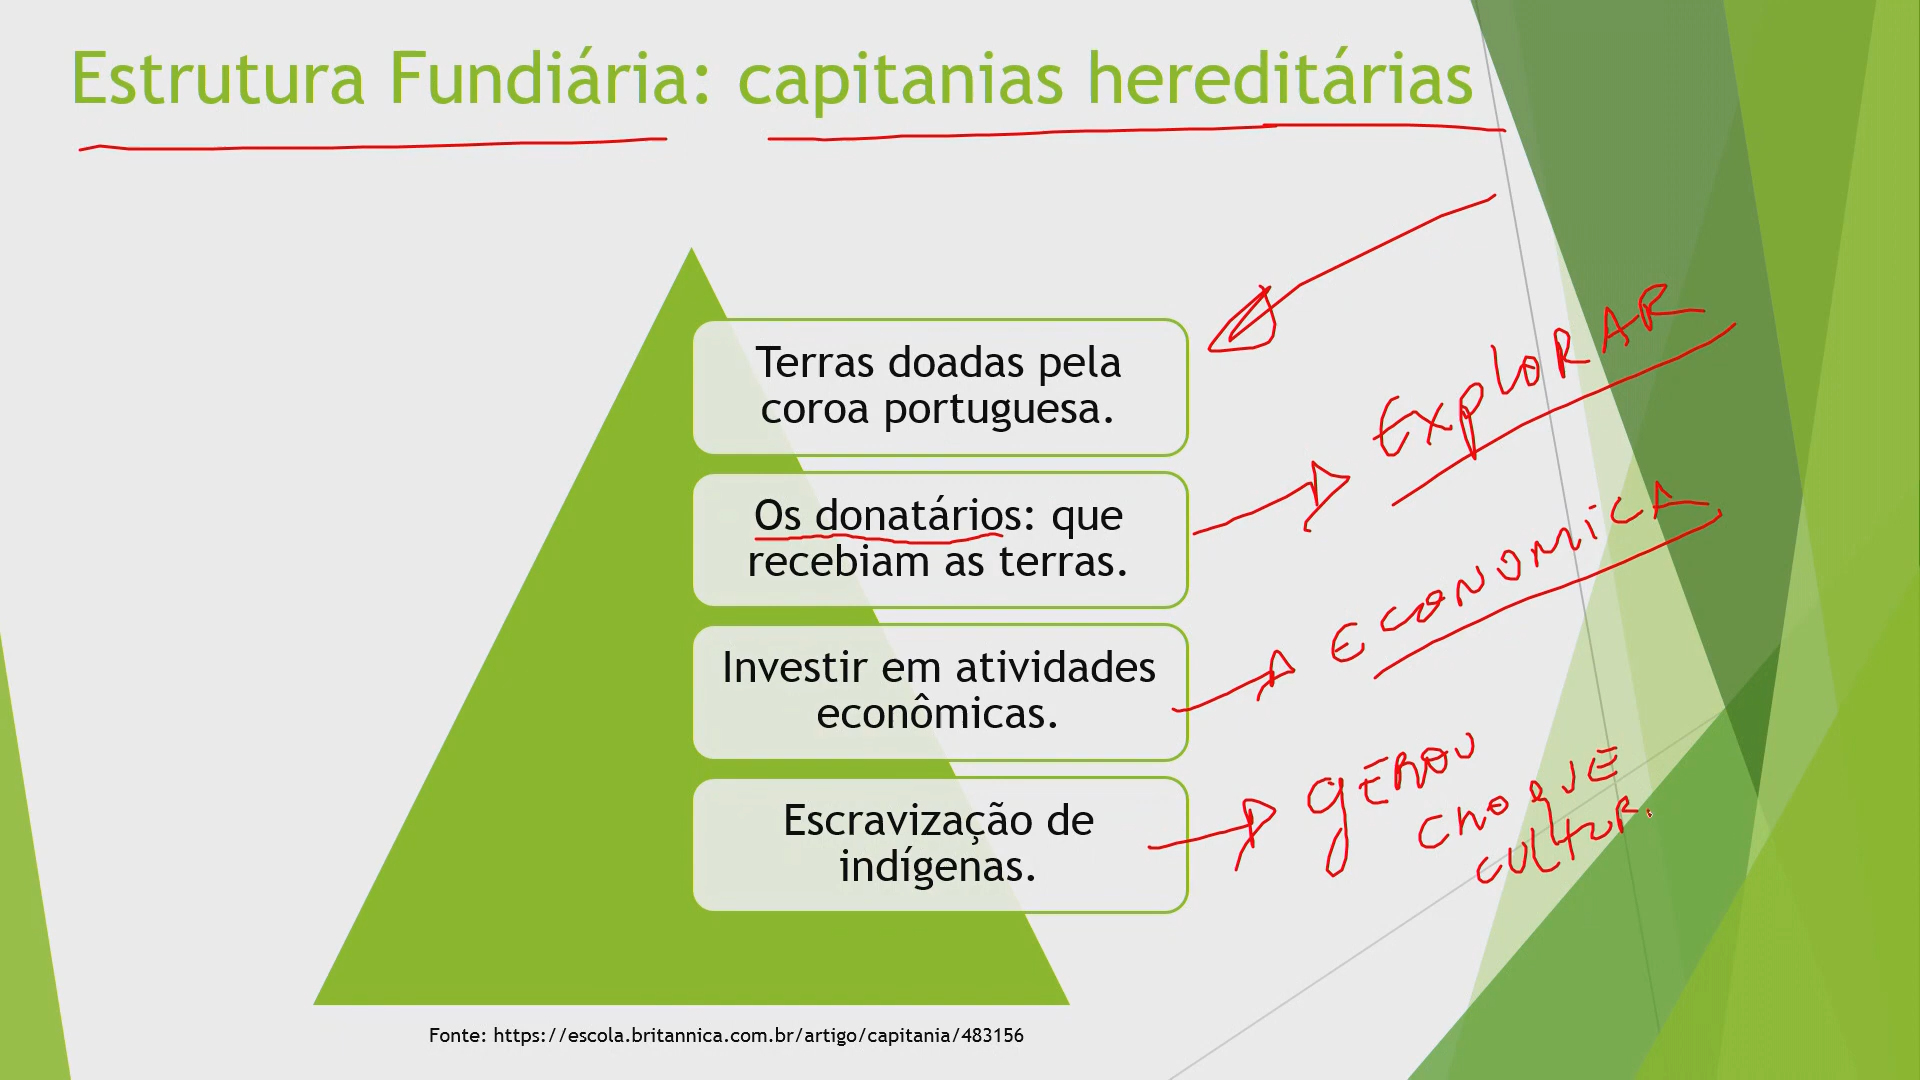 Estrutura Fundiária: capitanias hereditárias
Terras doadas pela
coroa portuguesa.
Os donatários: que
recebiam as terras.
EXPLORAR
Investir em atividades
econômicas.
ECONOMICA
Escravização de
indígenas.
GEROU
CHOQUE
CULTUR.
Fonte: https://escola.britannica.com.br/artigo/capitania/483156